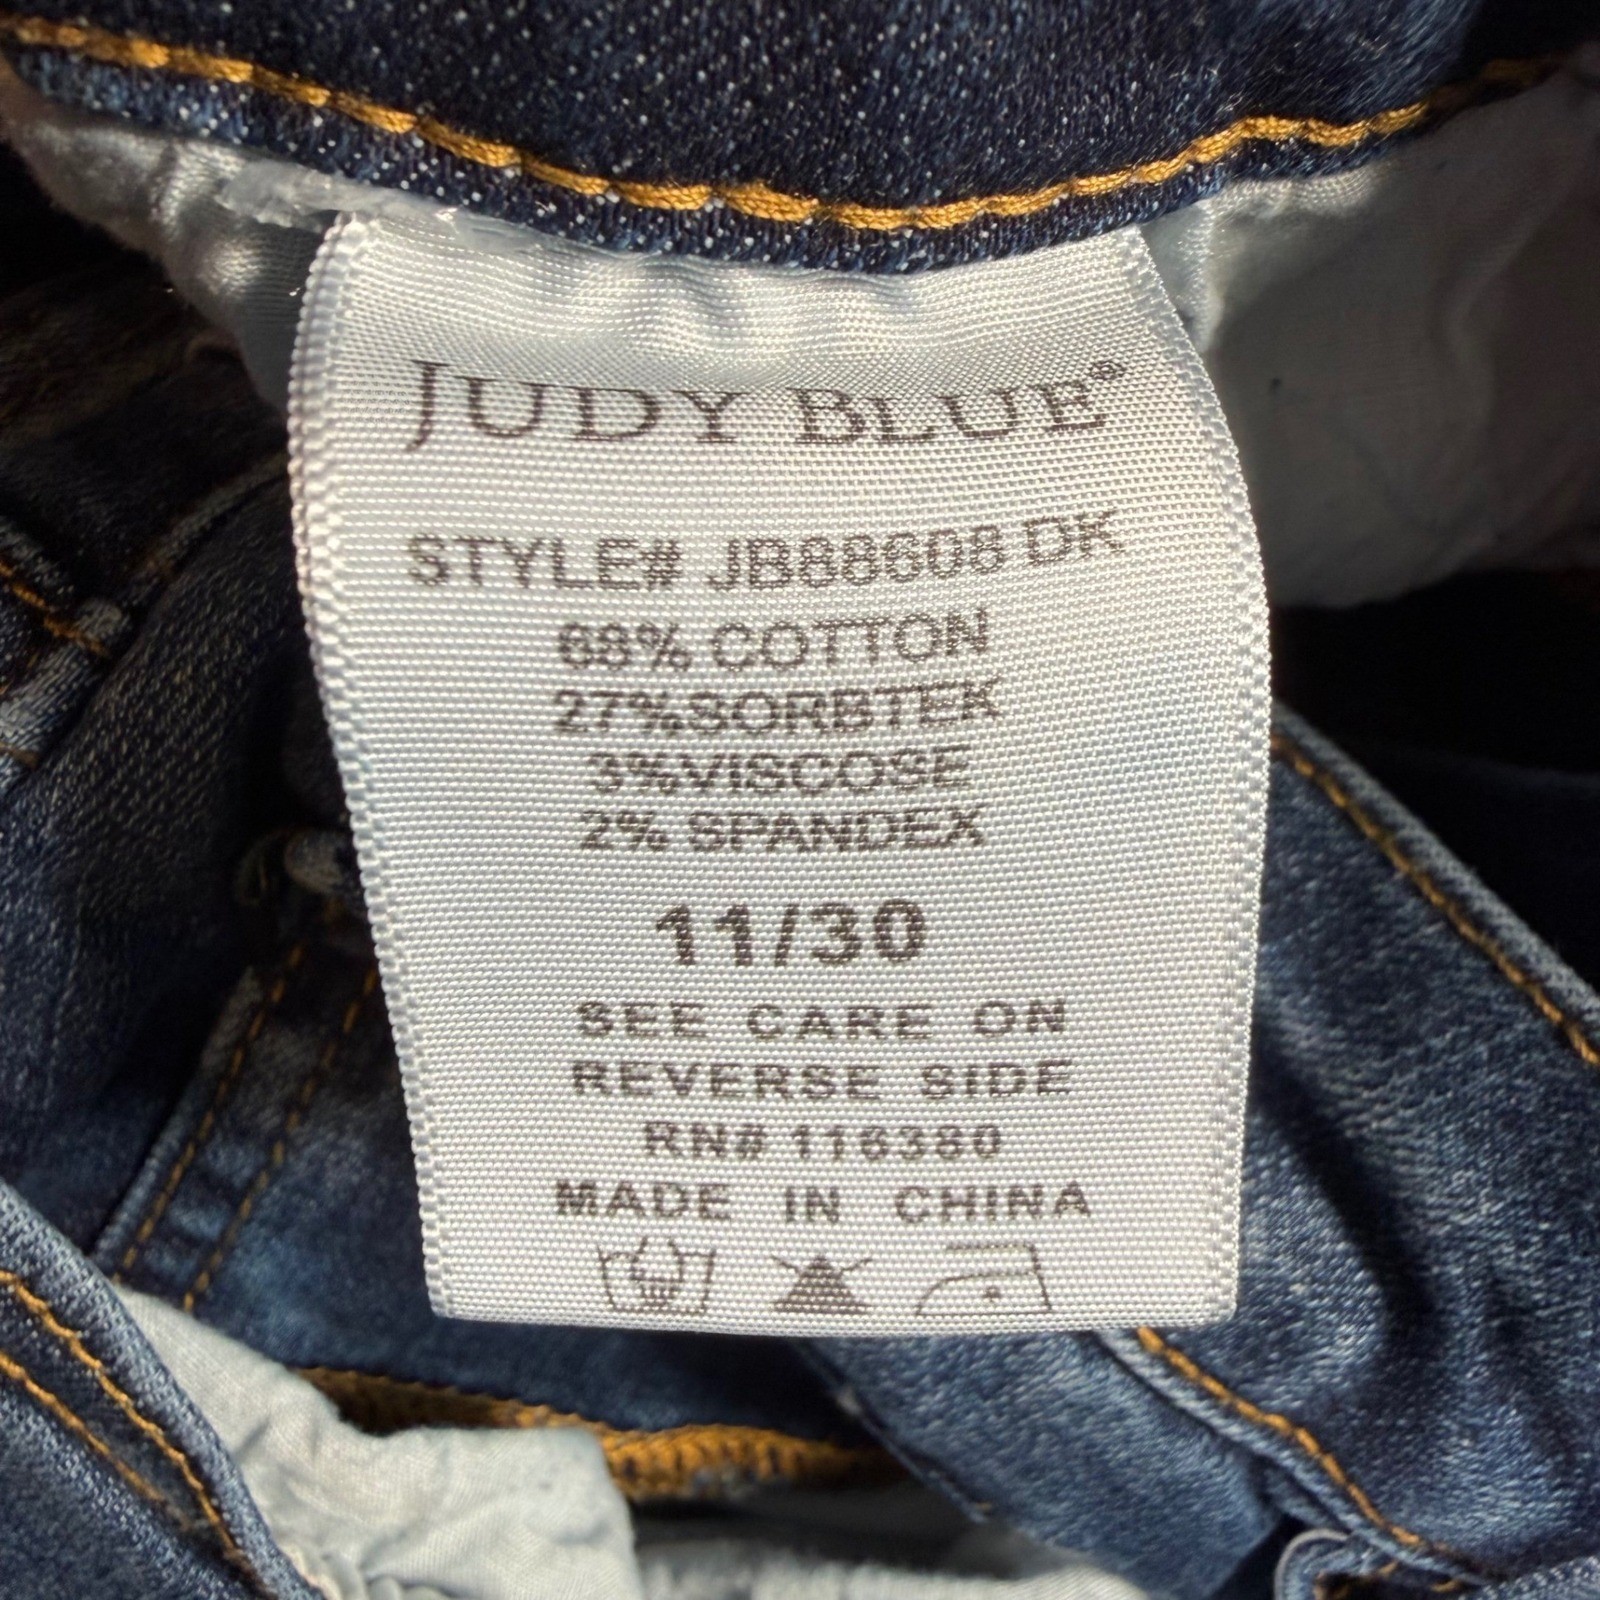 JUDY BLUE®
STYLE# JB88608 DK
68% COTTON
27%SORBTEK
3%VISCOSE
2% SPANDEX
11/30
SEE CARE ON
REVERSE SIDE
RN# 116380
MADE IN CHINA